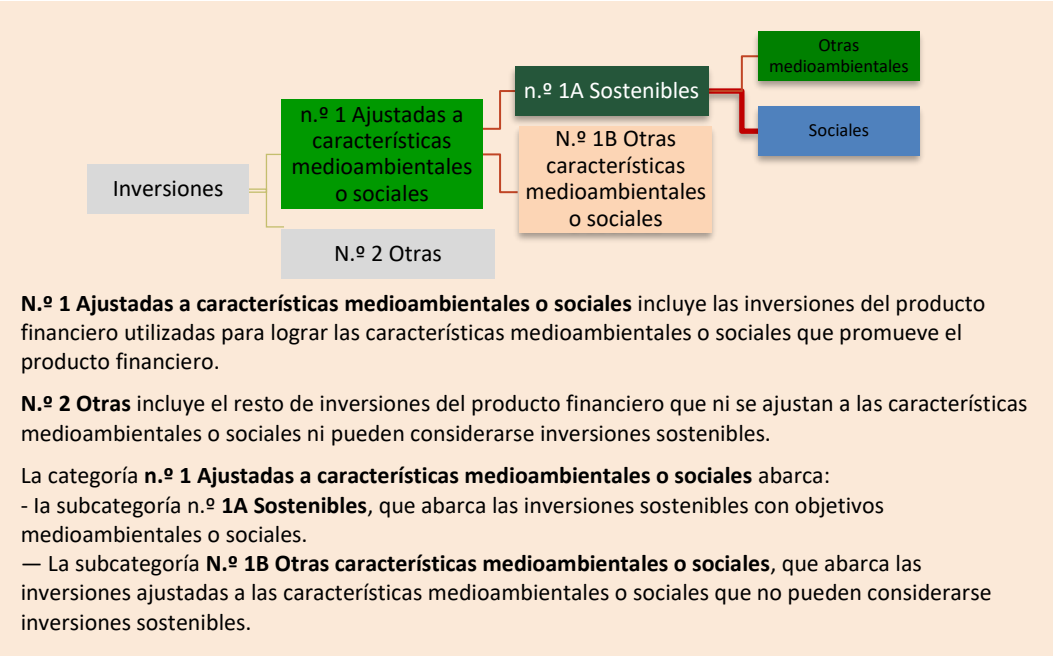 Otras
medioambientales
n.º 1A Sostenibles
n.º 1 Ajustadas a
características
medioambientales
o sociales
Sociales
N.º 1B Otras
características
medioambientales
o sociales
Inversiones
N.º 2 Otras
N.º 1 Ajustadas a características medioambientales o sociales incluye las inversiones del producto
financiero utilizadas para lograr las características medioambientales o sociales que promueve el
producto financiero.
N.º 2 Otras incluye el resto de inversiones del producto financiero que ni se ajustan a las características
medioambientales o sociales ni pueden considerarse inversiones sostenibles.
La categoría n.º 1 Ajustadas a características medioambientales o sociales abarca:
- la subcategoría n.º 1A Sostenibles, que abarca las inversiones sostenibles con objetivos
medioambientales o sociales.
— La subcategoría N.º 1B Otras características medioambientales o sociales, que abarca las
inversiones ajustadas a las características medioambientales o sociales que no pueden considerarse
inversiones sostenibles.